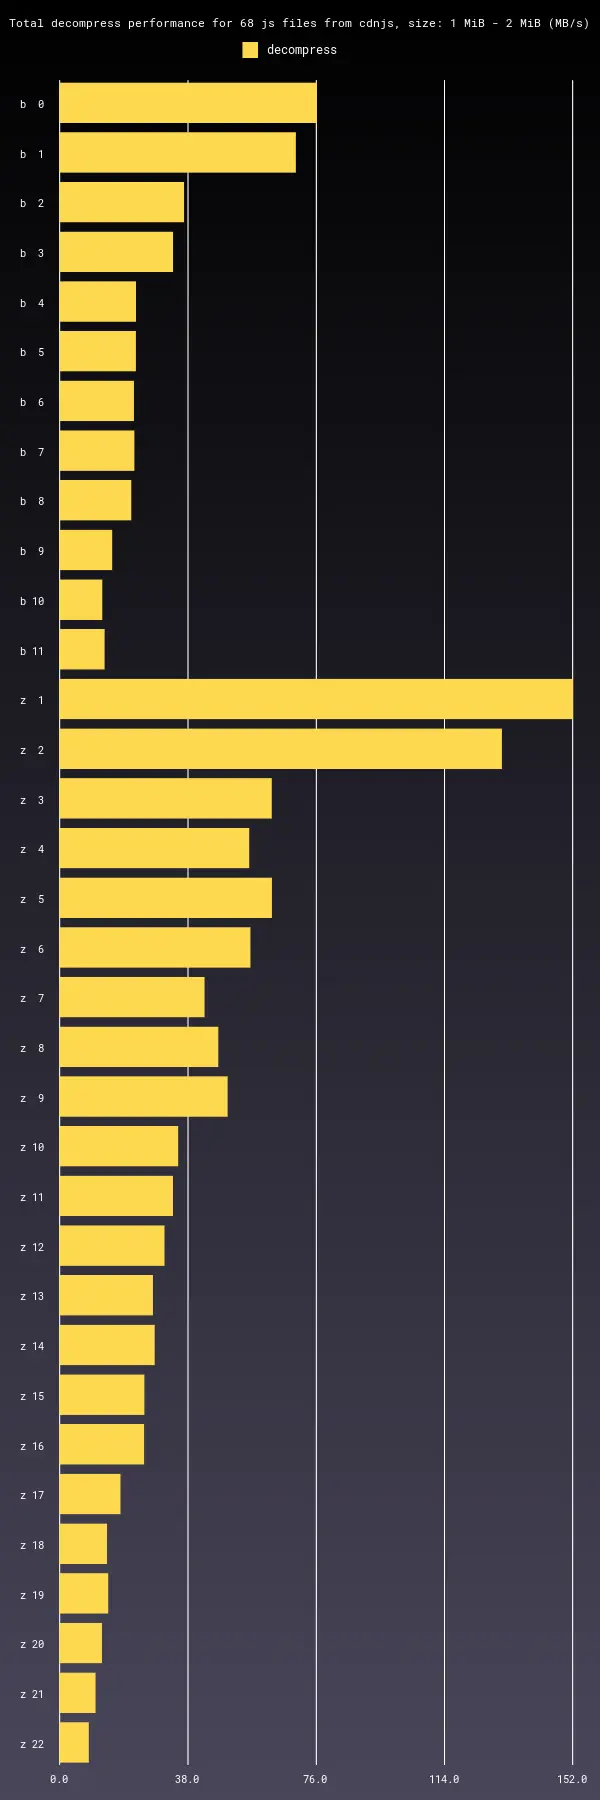 Total decompress performance for 68 js files from cdnjs, size: 1 MiB - 2 MiB (MB/s)
decompress
b 0
b 1
b 2
b 3
b 4
b 5
b 6
b 7
b 8
b 9
b 10
b 11
z 1
z 2
z 3
z 4
z 5
z 6
z 7
z 8
z 9
z 10
z 11
z 12
z 13
z 14
z 15
z 16
z 17
z 18
z 19
z 20
z 21
z 22
0.0 38.0 76.0 114.0 152.0